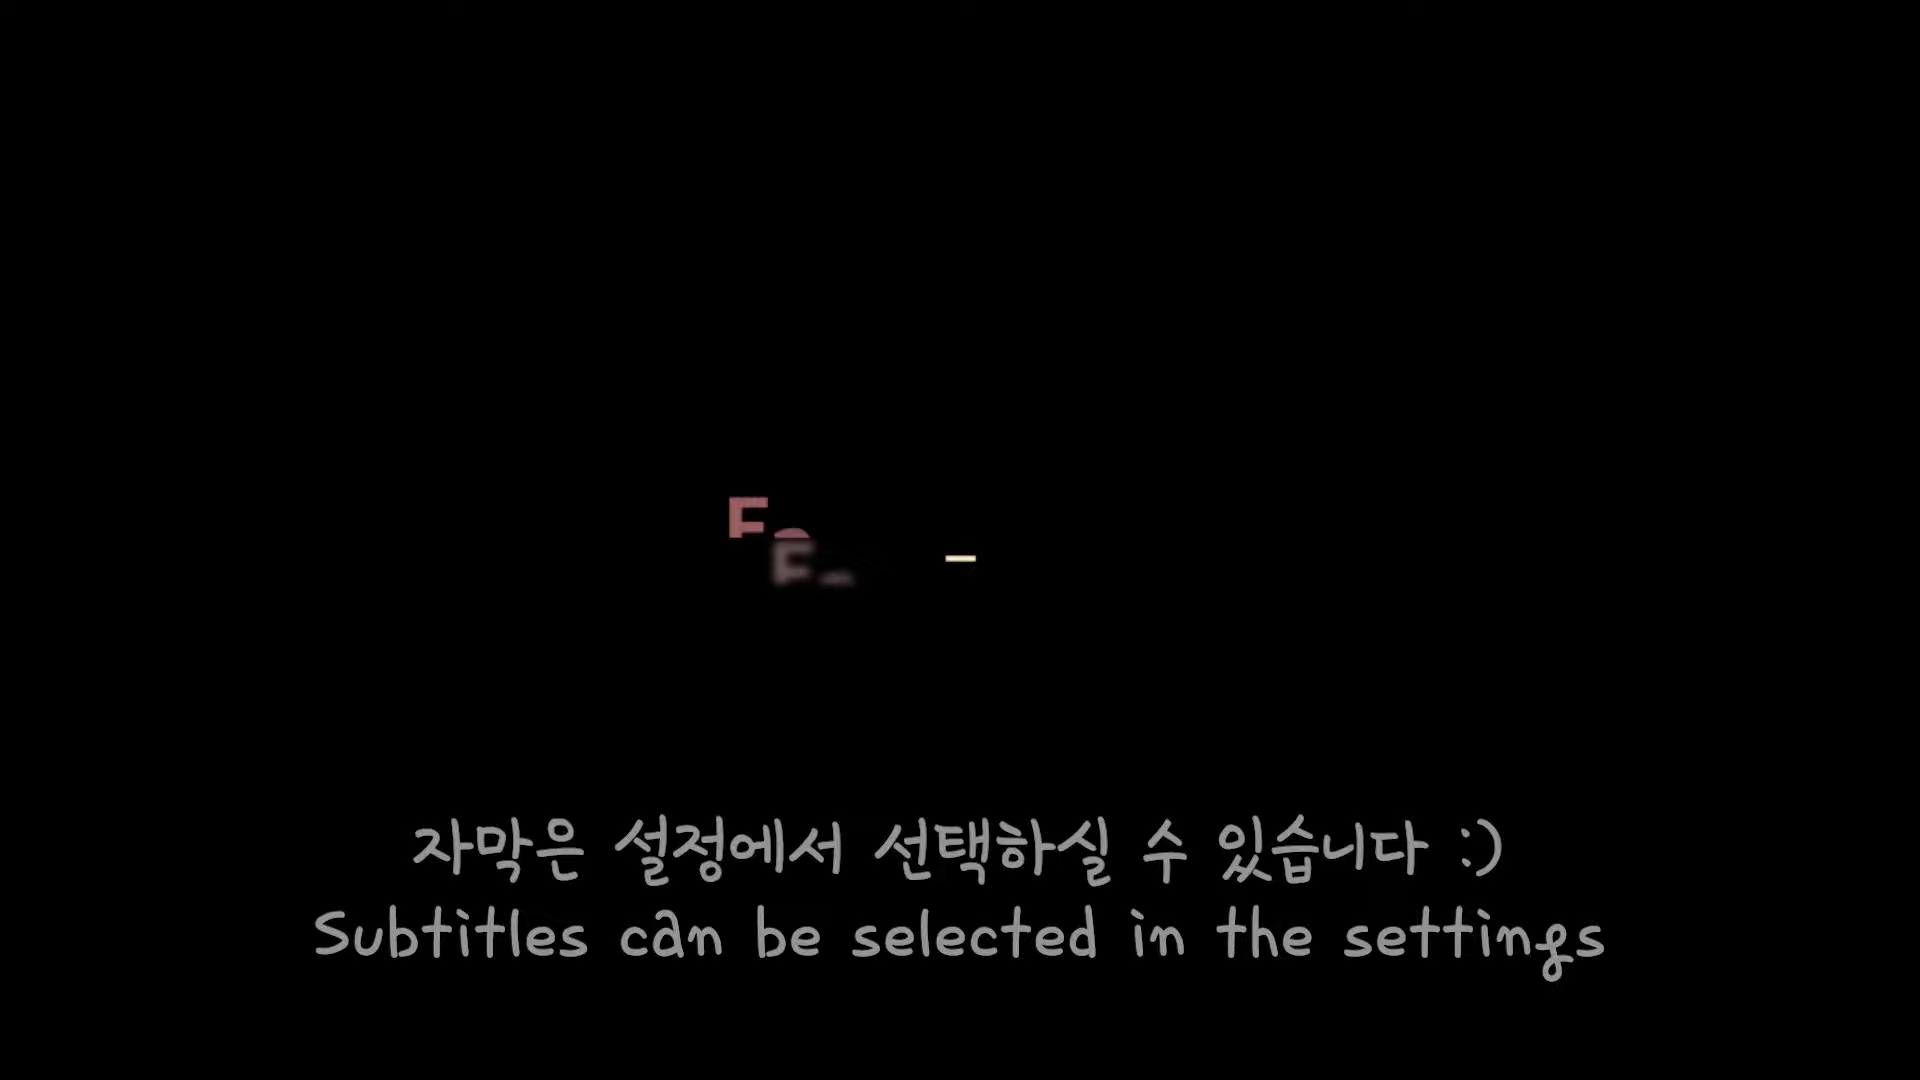 자막은 설정에서 선택하실 수 있습니다 :)
Subtitles can be selected in the settings